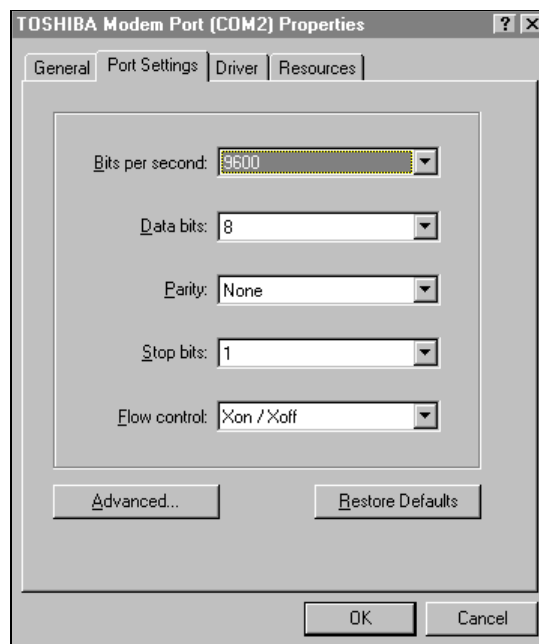 TOSHIBA Modem Port (COM2) Properties
General Port Settings Driver Resources
Bits per second: 9600
Data bits: 8
Parity: None
Stop bits: 1
Flow control: Xon / Xoff
Advanced... Restore Defaults
OK Cancel